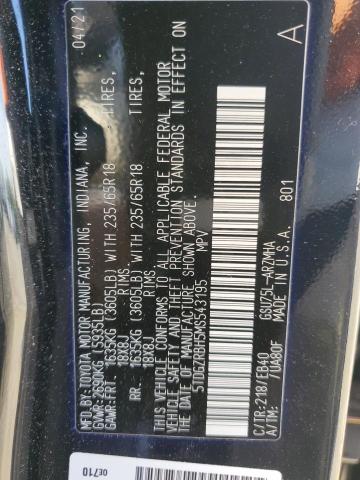 MFD BY: TOYOTA MOTOR MANUFACTURING, INDIANA, INC. 04/21
GVWR: 2690KG (5935LB)
GAWR: FRT. 1635KG (3605LB) WITH 235/65R18 TIRES,
18X8J RIMS
RR. 1635KG (3605LB) WITH 235/65R18 TIRES,
18X8J RIMS
THIS VEHICLE CONFORMS TO ALL APPLICABLE FEDERAL MOTOR
VEHICLE SAFETY AND THEFT PREVENTION STANDARDS IN EFFECT ON
THE DATE OF MANUFACTURE SHOWN ABOVE.
5TDGZRBH5MS543195 MPV
A
C/TR: 218/EB40 GSU75L-ARZMHA
A/TM: /UA80F MADE IN U.S.A. 801
0E710